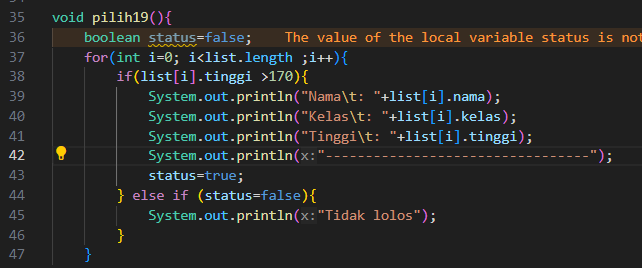 35 void pilih19(){
36 boolean status=false; The value of the local variable status is not
37 for(int i=0; i<list.length ;i++){
38 if(list[i].tinggi >170){
39 System.out.println("Nama\t: "+list[i].nama);
40 System.out.println("Kelas\t: "+list[i].kelas);
41 System.out.println("Tinggi\t: "+list[i].tinggi);
42 System.out.println(x:"---------------------------------");
43 status=true;
44 } else if (status=false){
45 System.out.println(x:"Tidak lolos");
46 }
47 }